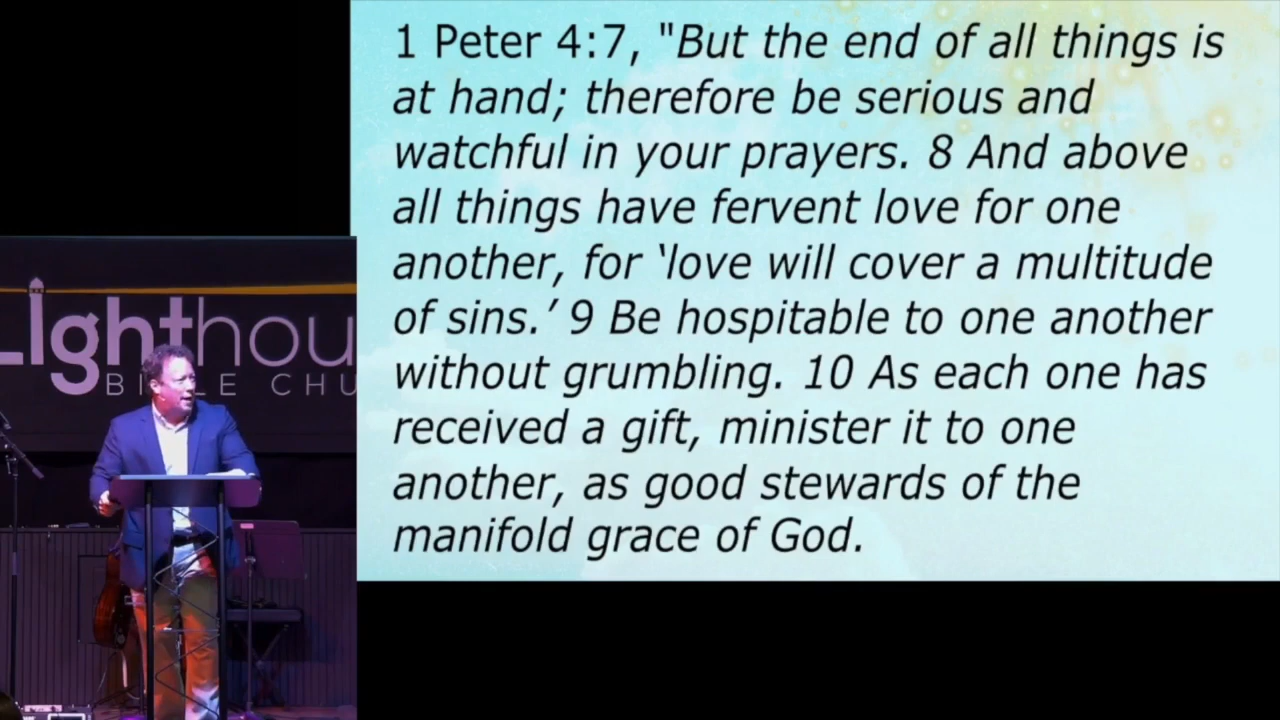 1 Peter 4:7, "But the end of all things is
at hand; therefore be serious and
watchful in your prayers. 8 And above
all things have fervent love for one
another, for ‘love will cover a multitude
of sins.’ 9 Be hospitable to one another
without grumbling. 10 As each one has
received a gift, minister it to one
another, as good stewards of the
manifold grace of God.
Lighthou
BIBLE CHU